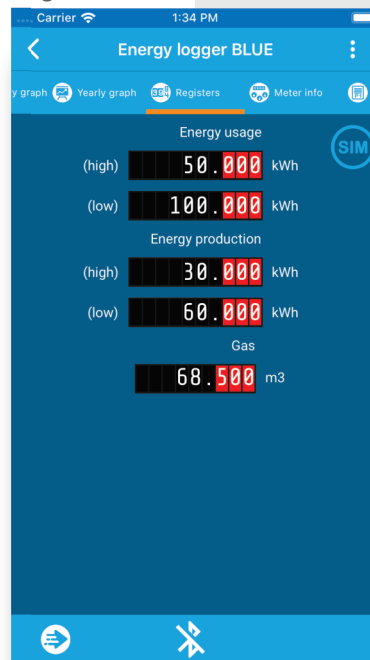 Carrier 1:34 PM
Energy logger BLUE
y graph Yearly graph Registers Meter info
Energy usage
SIM
(high) 50.000 kWh
(low) 100.000 kWh
Energy production
(high) 30.000 kWh
(low) 60.000 kWh
Gas
68.500 m3